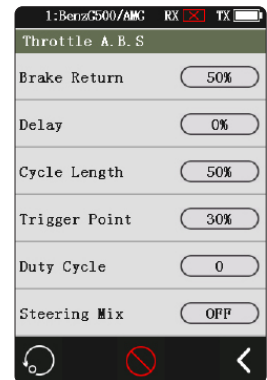 1:BenzG500/AMG RX TX
Throttle A.B.S
Brake Return 50%
Delay 0%
Cycle Length 50%
Trigger Point 30%
Duty Cycle 0
Steering Mix OFF